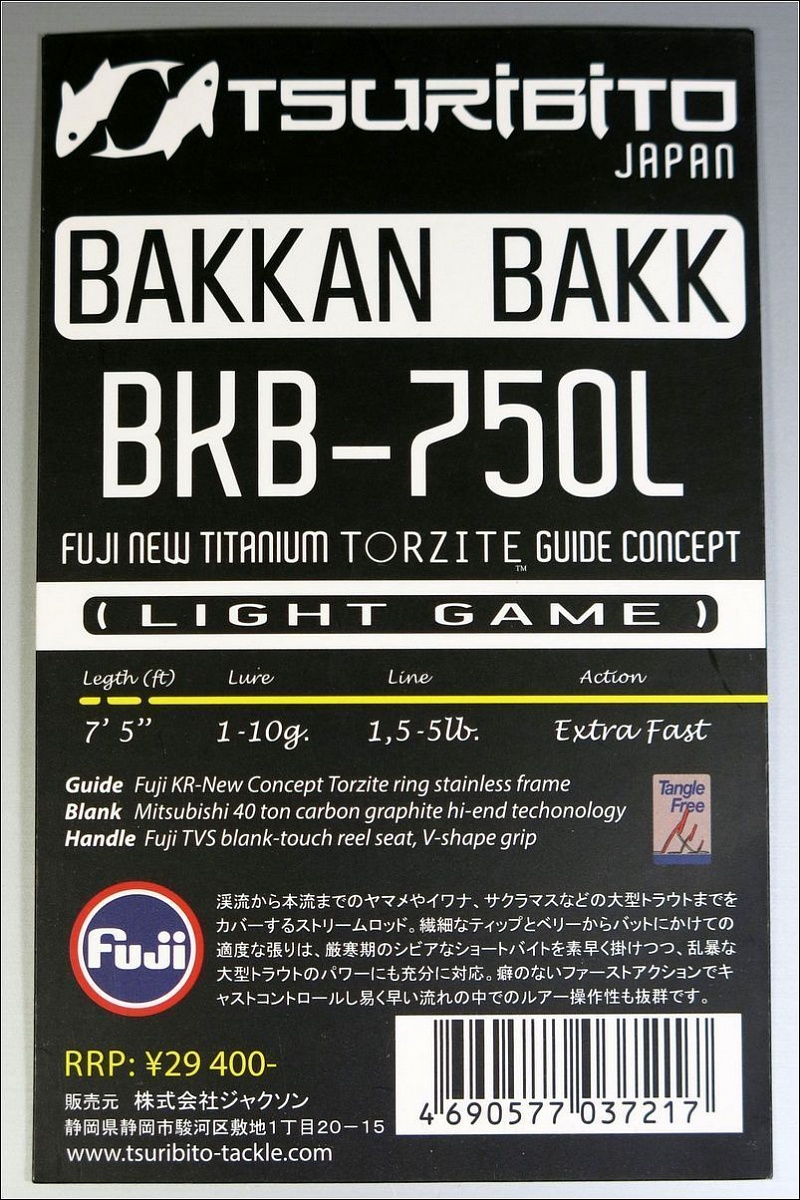 TSURIBITO
JAPAN
BAKKAN BAKK
BKB-750L
FUJI NEW TITANIUM TORZITE™ GUIDE CONCEPT
( LIGHT GAME )
Legth (ft) Lure Line Action
7' 5" 1-10g. 1,5-5lb. Extra Fast
Guide Fuji KR-New Concept Torzite ring stainless frame
Blank Mitsubishi 40 ton carbon graphite hi-end techonology
Handle Fuji TVS blank-touch reel seat, V-shape grip
Tangle
Free
Fuji
渓流から本流までのヤマメやイワナ、サクラマスなどの大型トラウトまでを
カバーするストリームロッド。繊細なティップとベリーからバットにかけての
適度な張りは、厳寒期のシビアなショートバイトを素早く掛けつつ、乱暴な
大型トラウトのパワーにも充分に対応。癖のないファーストアクションでキ
ャストコントロールし易く早い流れの中でのルアー操作性も抜群です。
RRP: ¥29 400-
販売元 株式会社ジャクソン
静岡県静岡市駿河区敷地1丁目20－15
www.tsuribito-tackle.com
4 690577 037217